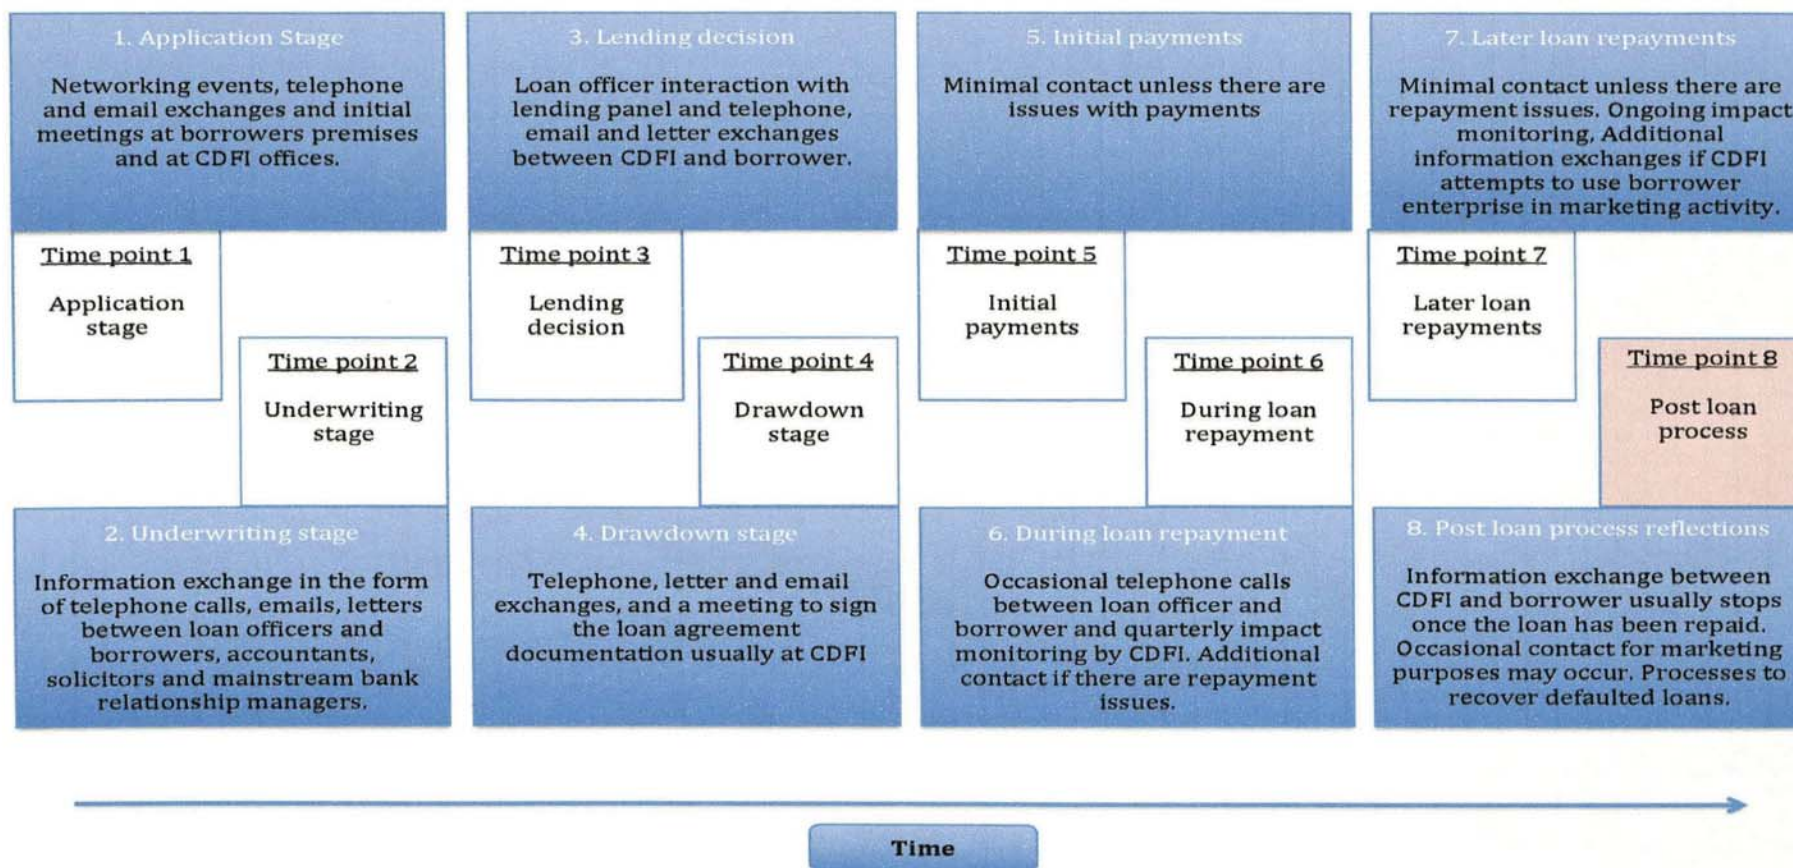 1. Application Stage
Networking events, telephone
and email exchanges and initial
meetings at borrowers premises
and at CDFI offices.
3. Lending decision
Loan officer interaction with
lending panel and telephone,
email and letter exchanges
between CDFI and borrower.
5. Initial payments
Minimal contact unless there are
issues with payments
7. Later loan repayments
Minimal contact unless there are
repayment issues. Ongoing impact
monitoring, Additional
information exchanges if CDFI
attempts to use borrower
enterprise in marketing activity.
Time point 1
Application
stage
Time point 2
Underwriting
stage
Time point 3
Lending
decision
Time point 4
Drawdown
stage
Time point 5
Initial
payments
Time point 6
During loan
repayment
Time point 7
Later loan
repayments
Time point 8
Post loan
process
2. Underwriting stage
Information exchange in the form
of telephone calls, emails, letters
between loan officers and
borrowers, accountants,
solicitors and mainstream bank
relationship managers.
4. Drawdown stage
Telephone, letter and email
exchanges, and a meeting to sign
the loan agreement
documentation usually at CDFI
6. During loan repayment
Occasional telephone calls
between loan officer and
borrower and quarterly impact
monitoring by CDFI. Additional
contact if there are repayment
issues.
8. Post loan process reflections
Information exchange between
CDFI and borrower usually stops
once the loan has been repaid.
Occasional contact for marketing
purposes may occur. Processes to
recover defaulted loans.
Time